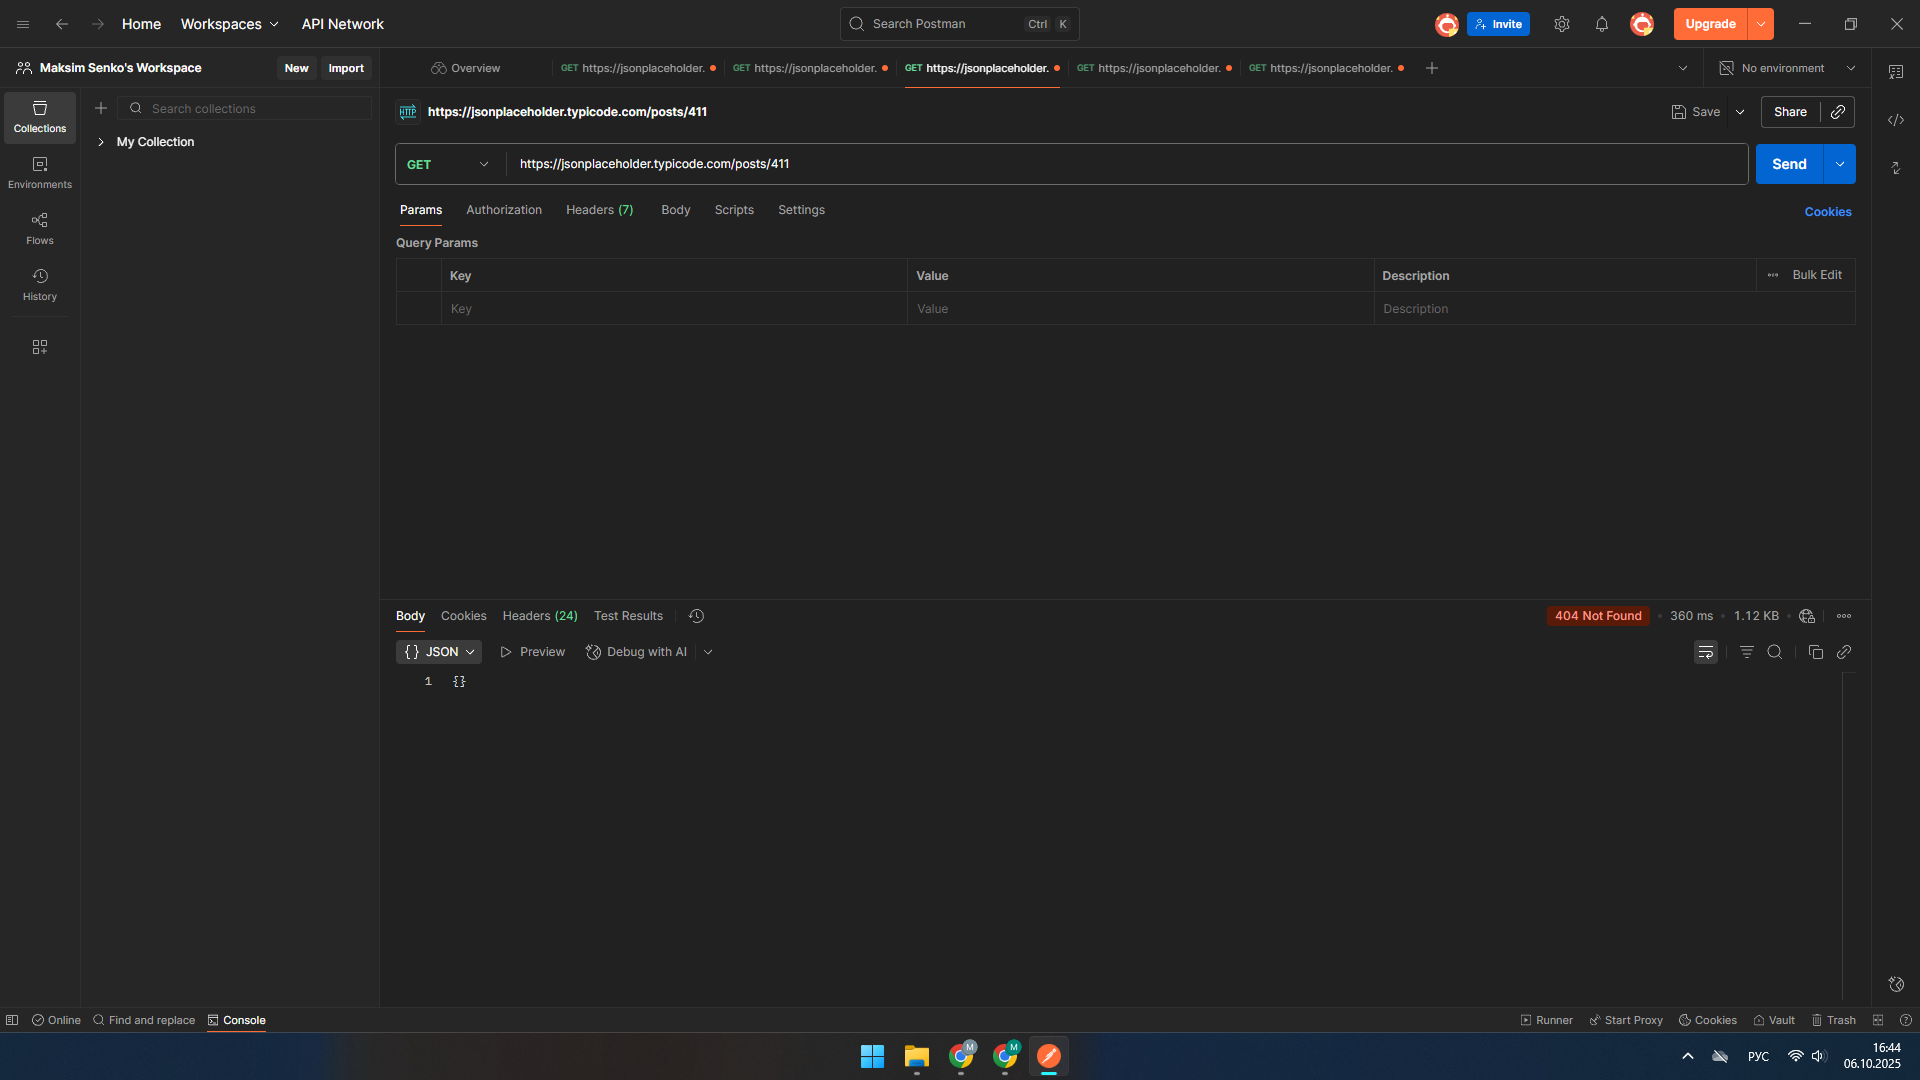 Home Workspaces API Network Search Postman Ctrl K Invite Upgrade
Maksim Senko's Workspace New Import Overview GET https://jsonplaceholder. GET https://jsonplaceholder. GET https://jsonplaceholder. GET https://jsonplaceholder. GET https://jsonplaceholder. No environment
Collections
Search collections
My Collection
Environments
Flows
History
HTTP https://jsonplaceholder.typicode.com/posts/411 Save Share
GET https://jsonplaceholder.typicode.com/posts/411 Send
Params Authorization Headers (7) Body Scripts Settings Cookies
Query Params
Key Value Description Bulk Edit
Key Value Description
Body Cookies Headers (24) Test Results 404 Not Found 360 ms 1.12 KB
{} JSON Preview Debug with AI
1 {}
Online Find and replace Console Runner Start Proxy Cookies Vault Trash
M M РУС 16:44
06.10.2025